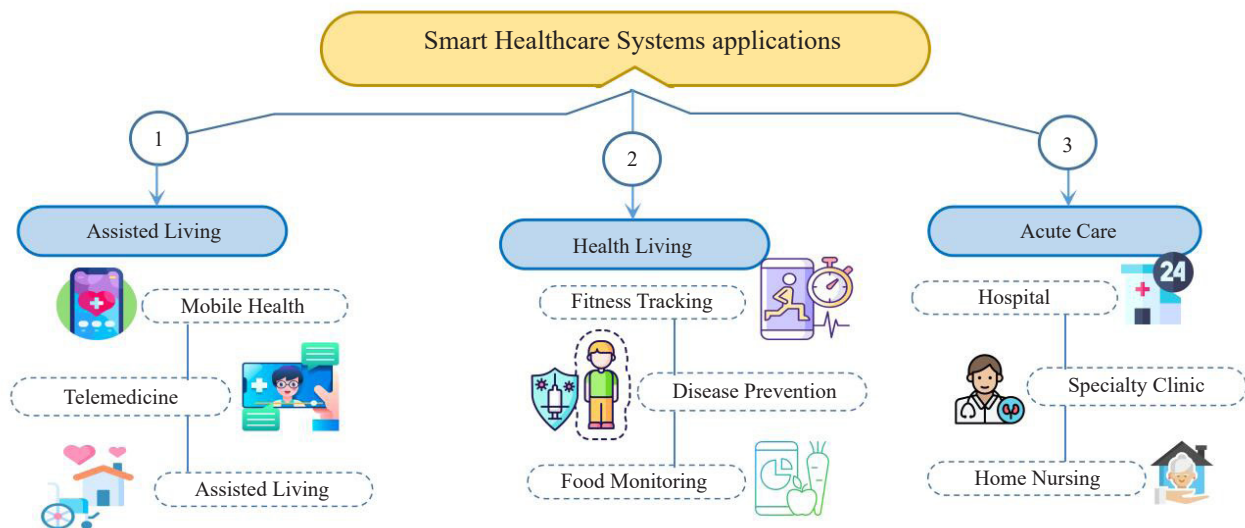 Smart Healthcare Systems applications
1
2
3
Assisted Living
Health Living
Acute Care
Mobile Health
Telemedicine
Assisted Living
Fitness Tracking
Disease Prevention
Food Monitoring
24
Hospital
Specialty Clinic
Home Nursing